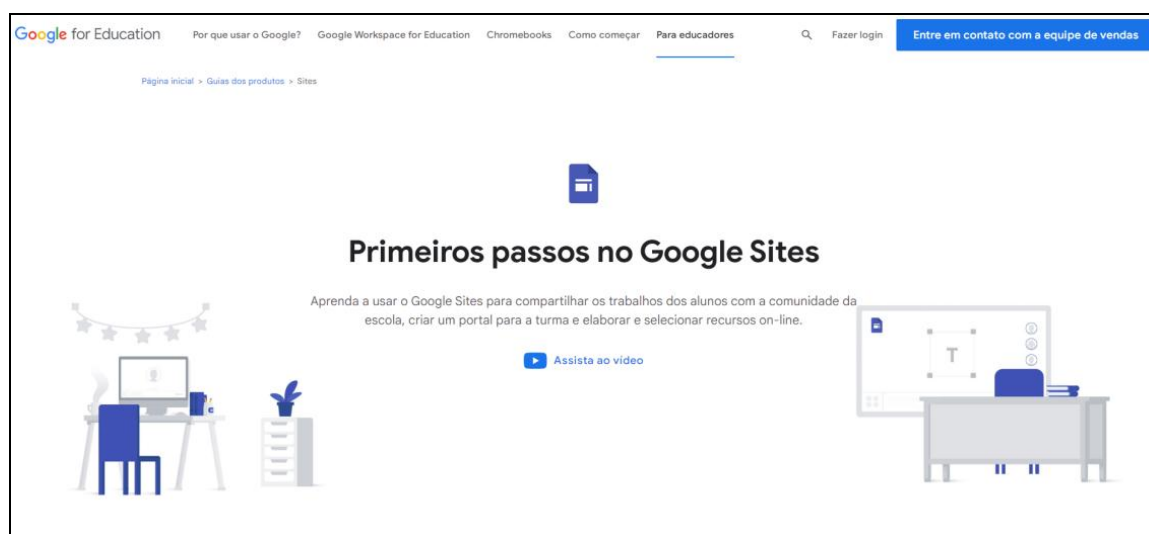 Google for Education Por que usar o Google? Google Workspace for Education Chromebooks Como começar Para educadores Fazer login Entre em contato com a equipe de vendas
Página inicial > Guias dos produtos > Sites
Primeiros passos no Google Sites
Aprenda a usar o Google Sites para compartilhar os trabalhos dos alunos com a comunidade da
escola, criar um portal para a turma e elaborar e selecionar recursos on-line.
Assista ao vídeo
T